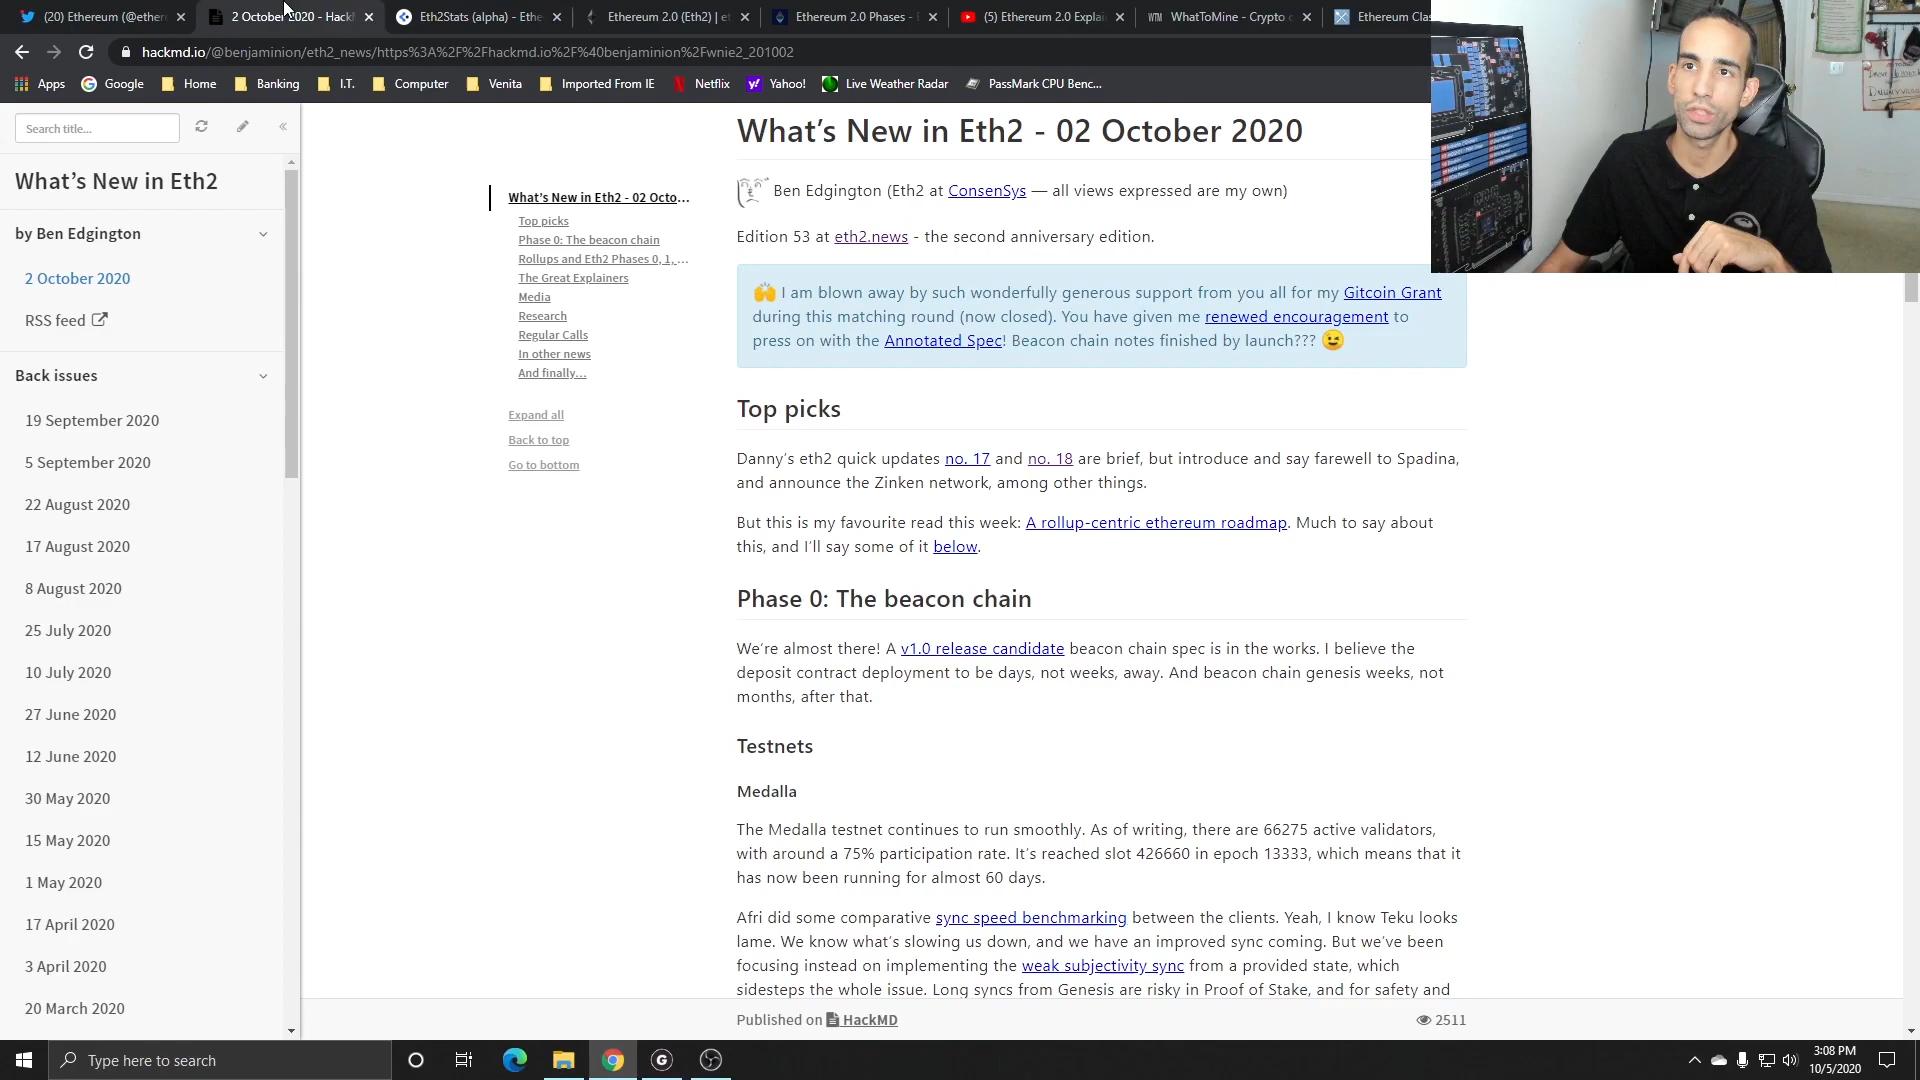 (20) Ethereum (@ether
2 October 2020 - HackM
Eth2Stats (alpha) - Ethe
Ethereum 2.0 (Eth2) | et
Ethereum 2.0 Phases - E
(5) Ethereum 2.0 Explai
WTM WhatToMine - Crypto c
Ethereum Clas
hackmd.io/@benjaminion/eth2_news/https%3A%2F%2Fhackmd.io%2F%40benjaminion%2Fwnie2_201002
Apps
Google
Home
Banking
I.T.
Computer
Venita
Imported From IE
Netflix
Yahoo!
Live Weather Radar
PassMark CPU Benc...
Search title...
What's New in Eth2
by Ben Edgington
2 October 2020
RSS feed
Back issues
19 September 2020
5 September 2020
22 August 2020
17 August 2020
8 August 2020
25 July 2020
10 July 2020
27 June 2020
12 June 2020
30 May 2020
15 May 2020
1 May 2020
17 April 2020
3 April 2020
20 March 2020
What's New in Eth2 - 02 Octo...
Top picks
Phase 0: The beacon chain
Rollups and Eth2 Phases 0, 1, ...
The Great Explainers
Media
Research
Regular Calls
In other news
And finally...
Expand all
Back to top
Go to bottom
What's New in Eth2 - 02 October 2020
Ben Edgington (Eth2 at ConsenSys — all views expressed are my own)
Edition 53 at eth2.news - the second anniversary edition.
🙌 I am blown away by such wonderfully generous support from you all for my Gitcoin Grant
during this matching round (now closed). You have given me renewed encouragement to
press on with the Annotated Spec! Beacon chain notes finished by launch??? 😉
Top picks
Danny's eth2 quick updates no. 17 and no. 18 are brief, but introduce and say farewell to Spadina,
and announce the Zinken network, among other things.
But this is my favourite read this week: A rollup-centric ethereum roadmap. Much to say about
this, and I'll say some of it below.
Phase 0: The beacon chain
We're almost there! A v1.0 release candidate beacon chain spec is in the works. I believe the
deposit contract deployment to be days, not weeks, away. And beacon chain genesis weeks, not
months, after that.
Testnets
Medalla
The Medalla testnet continues to run smoothly. As of writing, there are 66275 active validators,
with around a 75% participation rate. It's reached slot 426660 in epoch 13333, which means that it
has now been running for almost 60 days.
Afri did some comparative sync speed benchmarking between the clients. Yeah, I know Teku looks
lame. We know what's slowing us down, and we have an improved sync coming. But we've been
focusing instead on implementing the weak subjectivity sync from a provided state, which
sidesteps the whole issue. Long syncs from Genesis are risky in Proof of Stake, and for safety and
Published on HackMD
2511
Type here to search
3:08 PM
10/5/2020